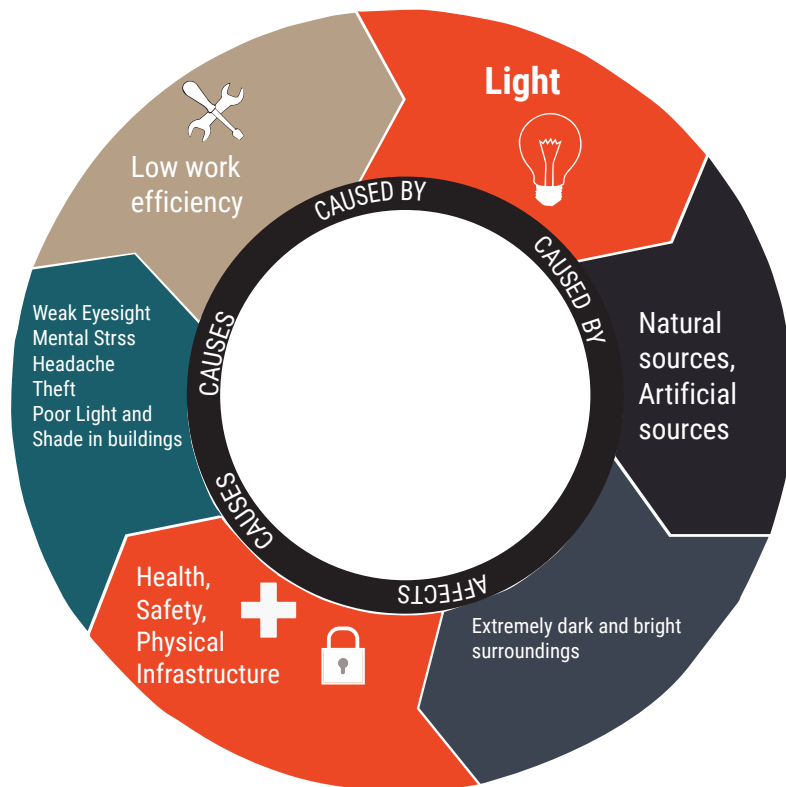 Light
Natural
sources,
Artificial
sources
Extremely dark and bright
surroundings
Health,
Safety,
Physical
Infrastructure
Weak Eyesight
Mental Strss
Headache
Theft
Poor Light and
Shade in buildings
Low work
efficiency
CAUSED BY
CAUSED BY
AFFECTS
CAUSES
CAUSES